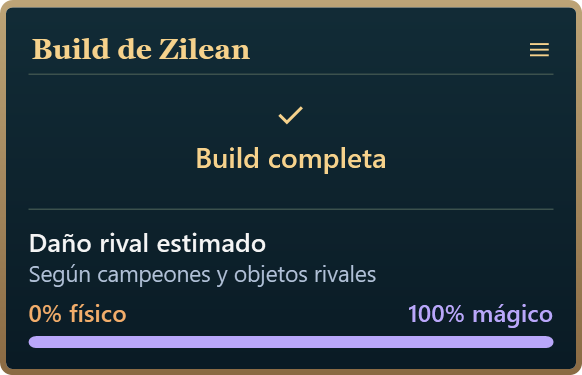 Build de Zilean
Build completa
Daño rival estimado
Según campeones y objetos rivales
0% físico 100% mágico